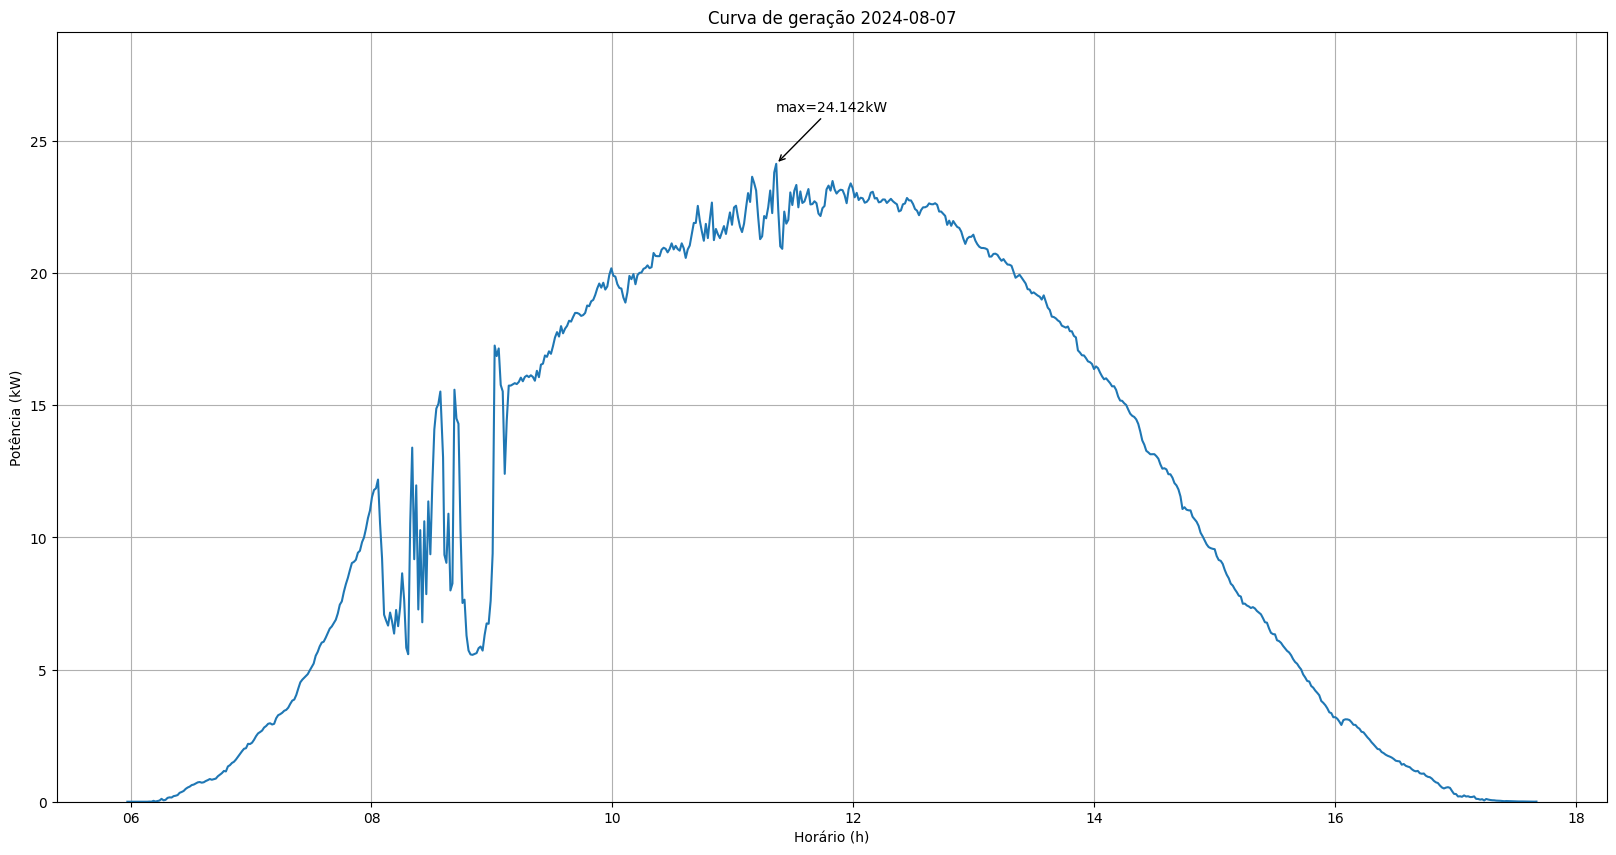 Curva de geração 2024-08-07
max=24.142kW
Potência (kW)
25
20
15
10
5
0
06 08 10 12 14 16 18
Horário (h)